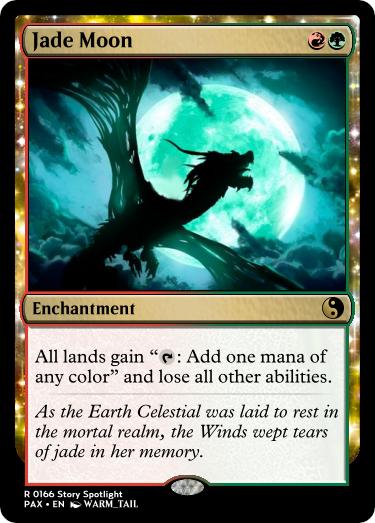 Jade Moon
Enchantment
All lands gain “: Add one mana of
any color” and lose all other abilities.
As the Earth Celestial was laid to rest in
the mortal realm, the Winds wept tears
of jade in her memory.
R 0166 Story Spotlight
PAX • EN WARM_TAIL